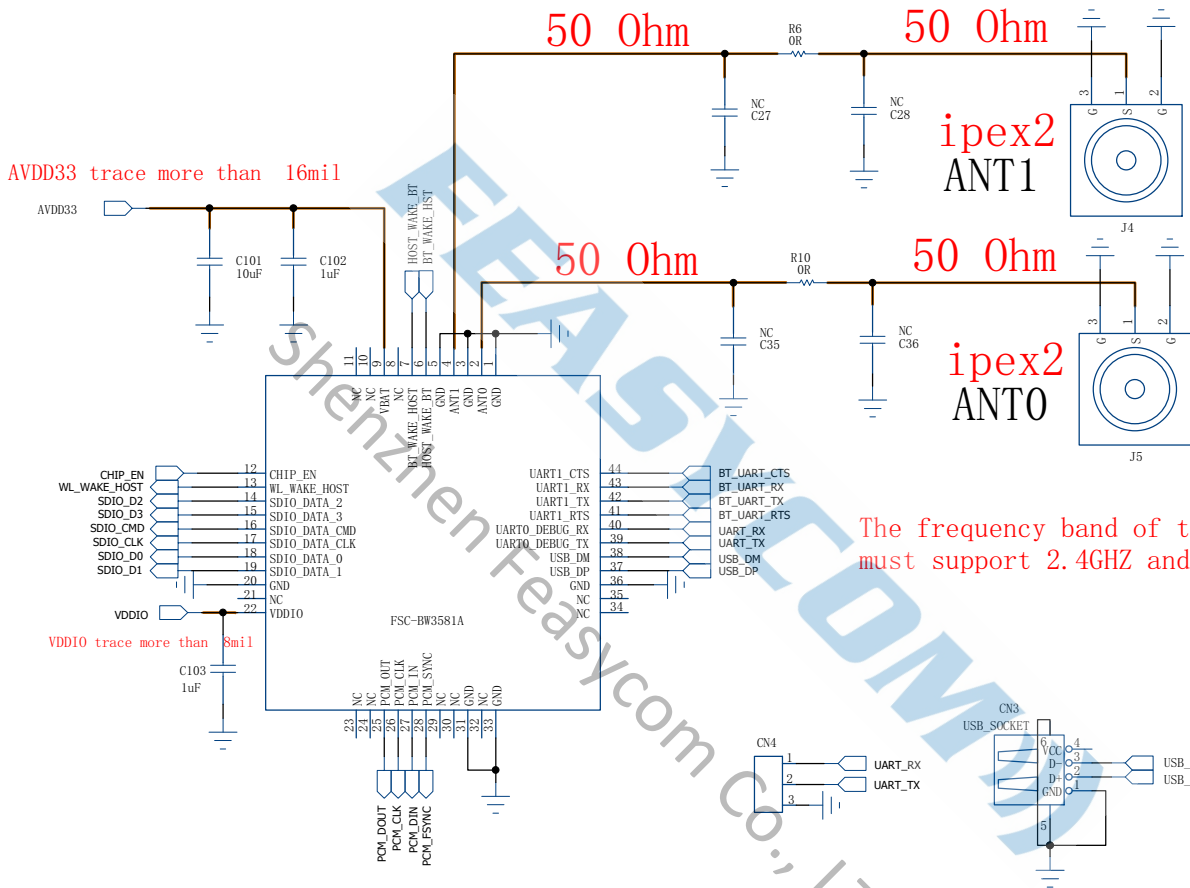 50 Ohm
R6
0R
50 Ohm
NC
C27
NC
C28
3
1
2
G
S
G
ipex2
ANT1
J4
AVDD33 trace more than 16mil
AVDD33
C101
10uF
C102
1uF
HOST_WAKE_BT
BT_WAKE_HST
50 Ohm
R10
0R
50 Ohm
NC
C35
NC
C36
3
1
2
G
S
G
ipex2
ANT0
J5
11
10
9
8
7
6
5
4
3
2
1
NC
NC
VBAT
NC
BT_WAKE_HOST
HOST_WAKE_BT
GND
ANT1
GND
ANT0
GND
CHIP_EN 12 CHIP_EN
WL_WAKE_HOST 13 WL_WAKE_HOST
SDIO_D2 14 SDIO_DATA_2
SDIO_D3 15 SDIO_DATA_3
SDIO_CMD 16 SDIO_DATA_CMD
SDIO_CLK 17 SDIO_DATA_CLK
SDIO_D0 18 SDIO_DATA_0
SDIO_D1 19 SDIO_DATA_1
20 GND
21 NC
VDDIO 22 VDDIO
UART1_CTS 44 BT_UART_CTS
UART1_RX 43 BT_UART_RX
UART1_TX 42 BT_UART_TX
UART1_RTS 41 BT_UART_RTS
UART0_DEBUG_RX 40 UART_RX
UART0_DEBUG_TX 39 UART_TX
USB_DM 38 USB_DM
USB_DP 37 USB_DP
GND 36
NC 35
NC 34
The frequency band of t
must support 2.4GHZ and
FSC-BW3581A
VDDIO trace more than 8mil
C103
1uF
NC
NC
PCM_OUT
PCM_CLK
PCM_IN
PCM_SYNC
NC
NC
GND
NC
GND
23
24
25
26
27
28
29
30
31
32
33
PCM_DOUT
PCM_CLK
PCM_DIN
PCM_FSYNC
CN4
1 UART_RX
2 UART_TX
3
CN3
USB_SOCKET
6
VCC 4
D- 3 USB_
D+ 2 USB_
GND 1
5
FEASYCOM
Shenzhen Feasycom Co.,